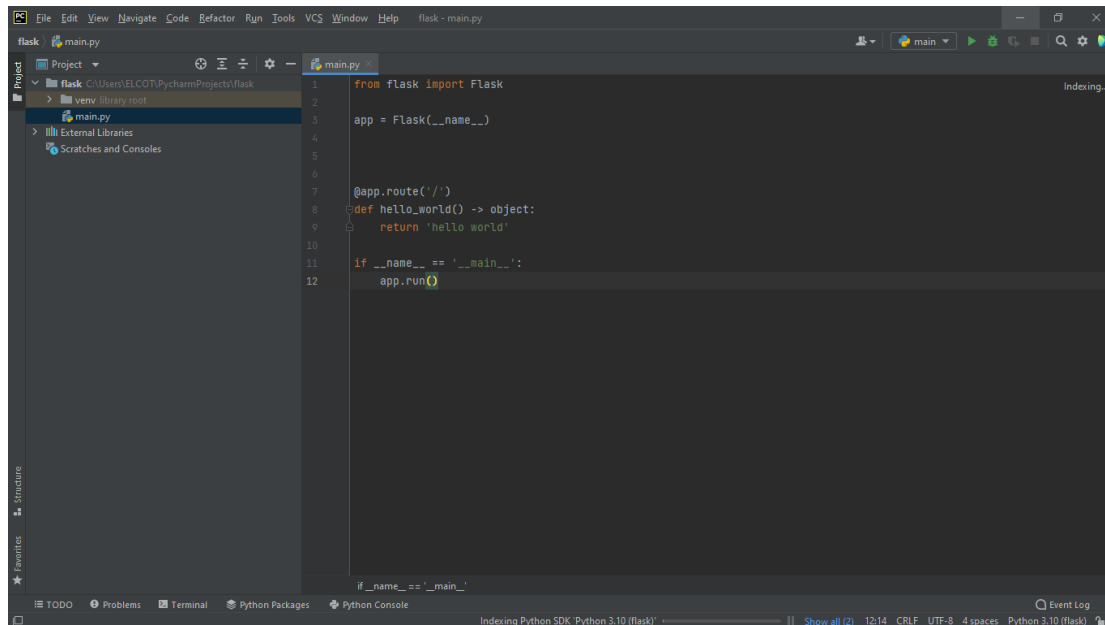 PC File Edit View Navigate Code Refactor Run Tools VCS Window Help flask - main.py
flask main.py main
Project Project main.py
flask C:\Users\ELCOT\PycharmProjects\flask
venv library root
main.py
External Libraries
Scratches and Consoles
Indexing..
1 from flask import Flask
2
3 app = Flask(__name__)
4
5
6
7 @app.route('/')
8 def hello_world() -> object:
9 return 'hello world'
10
11 if __name__ == '__main__':
12 app.run()
Structure
Favorites
if __name__ == '__main__'
TODO Problems Terminal Python Packages Python Console Event Log
Indexing Python SDK 'Python 3.10 (flask)' Show all (2) 12:14 CRLF UTF-8 4 spaces Python 3.10 (flask)